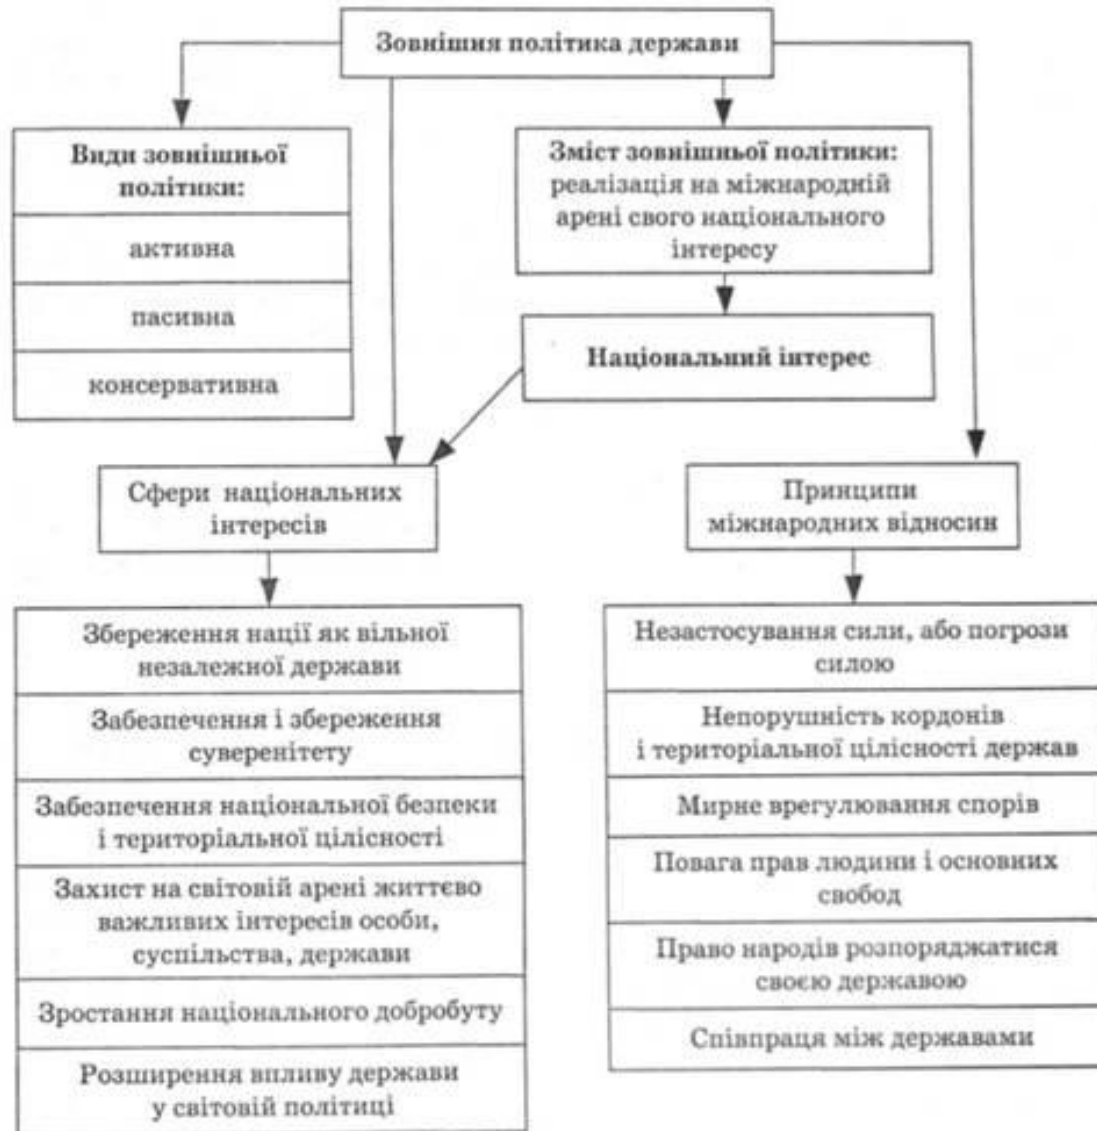 Зовнішня політика держави
Види зовнішньої
політики:
активна
пасивна
консервативна
Зміст зовнішньої політики:
реалізація на міжнародній
арені свого національного
інтересу
Національний інтерес
Сфери національних
інтересів
Збереження нації як вільної
незалежної держави
Забезпечення і збереження
суверенітету
Забезпечення національної безпеки
і територіальної цілісності
Захист на світовій арені життєво
важливих інтересів особи,
суспільства, держави
Зростання національного добробуту
Розширення впливу держави
у світовій політиці
Принципи
міжнародних відносин
Незастосування сили, або погрози
силою
Непорушність кордонів
і територіальної цілісності держав
Мирне врегулювання спорів
Повага прав людини і основних
свобод
Право народів розпоряджатися
своєю державою
Співпраця між державами